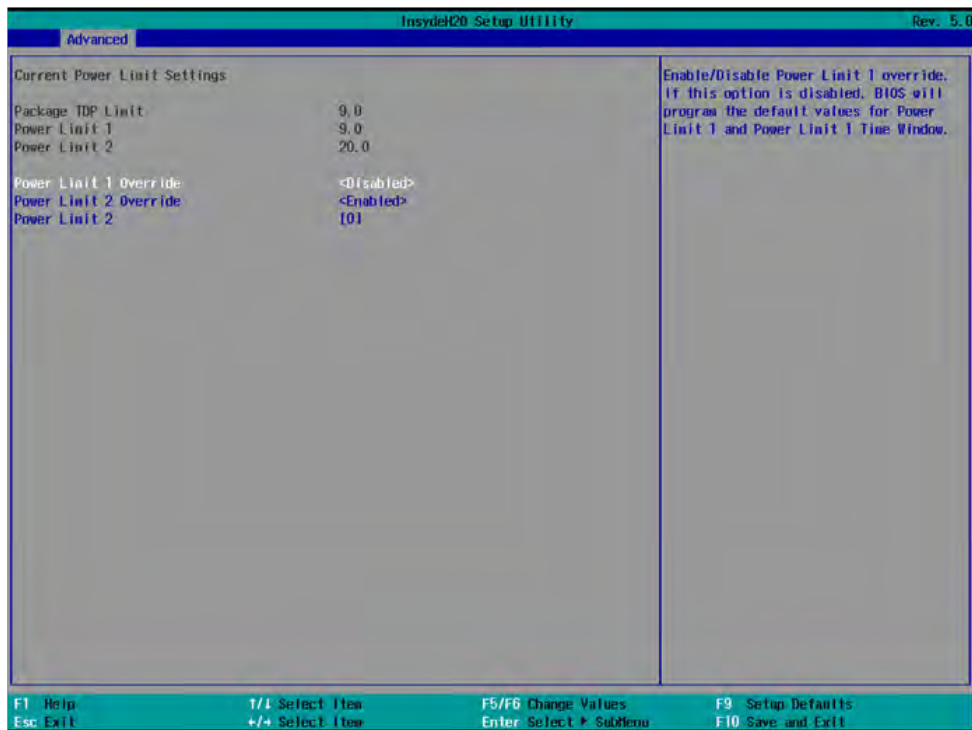 InsydeH20 Setup Utility Rev. 5.0
Advanced
Current Power Limit Settings
Package TDP Limit 9.0
Power Limit 1 9.0
Power Limit 2 20.0
Power Limit 1 Override <Disabled>
Power Limit 2 Override <Enabled>
Power Limit 2 [0]
Enable/Disable Power Limit 1 override.
If this option is disabled, BIOS will
program the default values for Power
Limit 1 and Power Limit 1 Time Window.
F1 Help ↑/↓ Select Item F5/F6 Change Values F9 Setup Defaults
Esc Exit ←/→ Select Item Enter Select ▶ SubMenu F10 Save and Exit